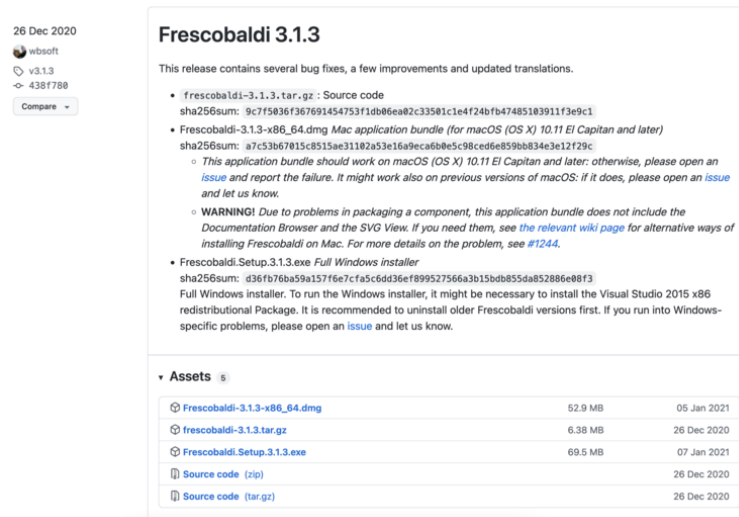 26 Dec 2020
wbsoft
v3.1.3
438f780
Compare
Frescobaldi 3.1.3
This release contains several bug fixes, a few improvements and updated translations.
• frescobaldi-3.1.3.tar.gz : Source code
sha256sum: 9c7f5036f367691454753f1db06ea02c33501c1e4f24bfb47485103911f3e9c1
• Frescobaldi-3.1.3-x86_64.dmg Mac application bundle (for macOS (OS X) 10.11 El Capitan and later)
sha256sum: a7c53b67015c8515ae31102a53e16a9eca6b0e5c98ced6e859bb834e3e12f29c
◦ This application bundle should work on macOS (OS X) 10.11 El Capitan and later: otherwise, please open an
issue and report the failure. It might work also on previous versions of macOS: if it does, please open an issue
and let us know.
◦ WARNING! Due to problems in packaging a component, this application bundle does not include the
Documentation Browser and the SVG View. If you need them, see the relevant wiki page for alternative ways of
installing Frescobaldi on Mac. For more details on the problem, see #1244.
• Frescobaldi.Setup.3.1.3.exe Full Windows installer
sha256sum: d36fb76ba59a157f6e7cfa5c6dd36ef899527566a3b15bdb855da852886e08f3
Full Windows installer. To run the Windows installer, it might be necessary to install the Visual Studio 2015 x86
redistributional Package. It is recommended to uninstall older Frescobaldi versions first. If you run into Windows-
specific problems, please open an issue and let us know.
Assets 5
Frescobaldi-3.1.3-x86_64.dmg 52.9 MB 05 Jan 2021
frescobaldi-3.1.3.tar.gz 6.38 MB 26 Dec 2020
Frescobaldi.Setup.3.1.3.exe 69.5 MB 07 Jan 2021
Source code (zip) 26 Dec 2020
Source code (tar.gz) 26 Dec 2020